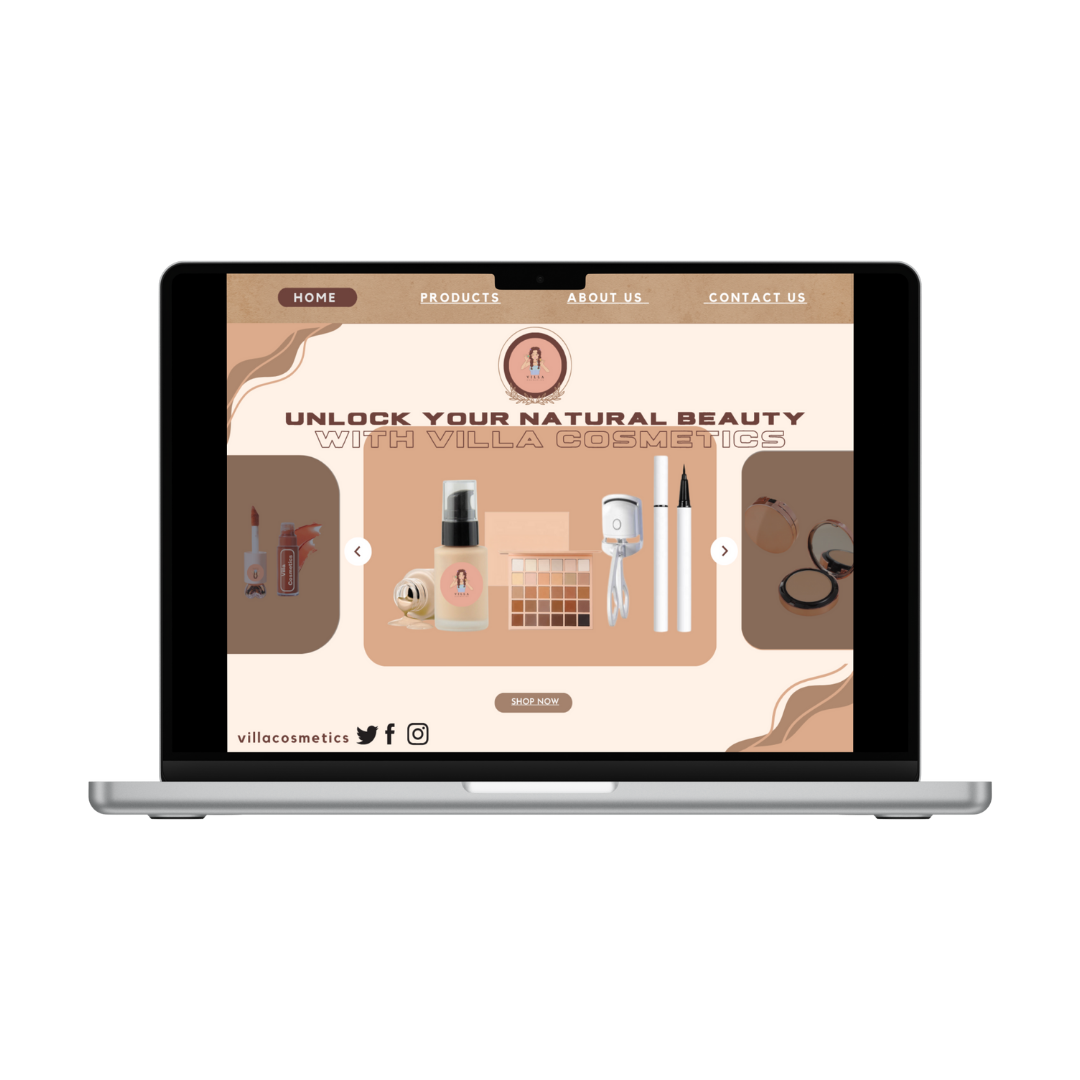 HOME
PRODUCTS
ABOUT US
CONTACT US
VILLA
UNLOCK YOUR NATURAL BEAUTY
WITH VILLA COSMETICS
Villa
Cosmetics
VILLA
SHOP NOW
villacosmetics